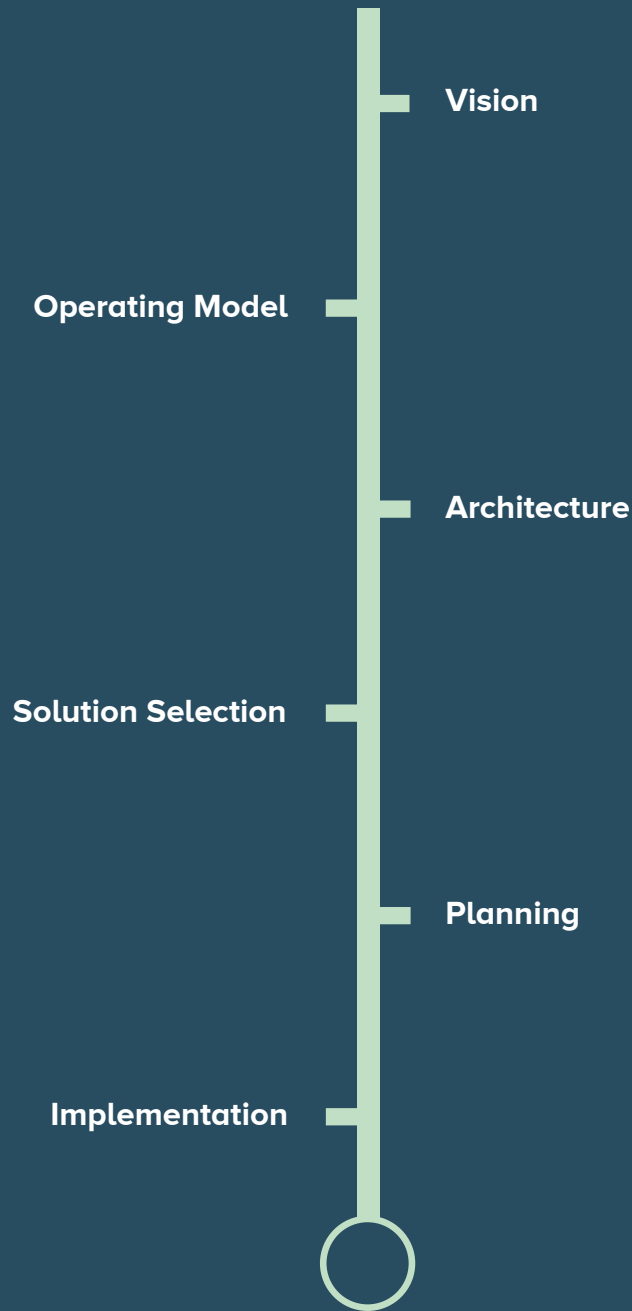 Vision
Operating Model
Architecture
Solution Selection
Planning
Implementation